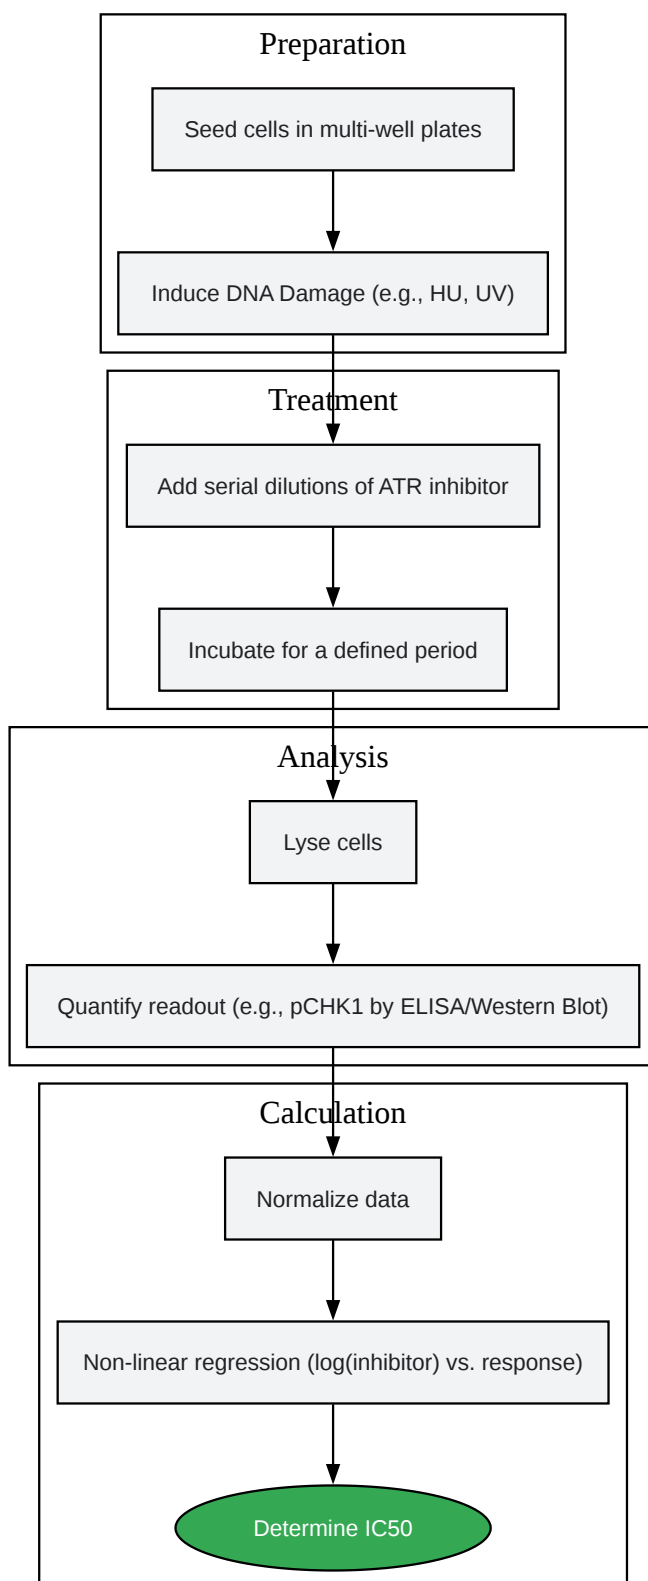 Preparation
Seed cells in multi-well plates
Induce DNA Damage (e.g., HU, UV)
Treatment
Add serial dilutions of ATR inhibitor
Incubate for a defined period
Analysis
Lyse cells
Quantify readout (e.g., pCHK1 by ELISA/Western Blot)
Calculation
Normalize data
Non-linear regression (log(inhibitor) vs. response)
Determine IC50